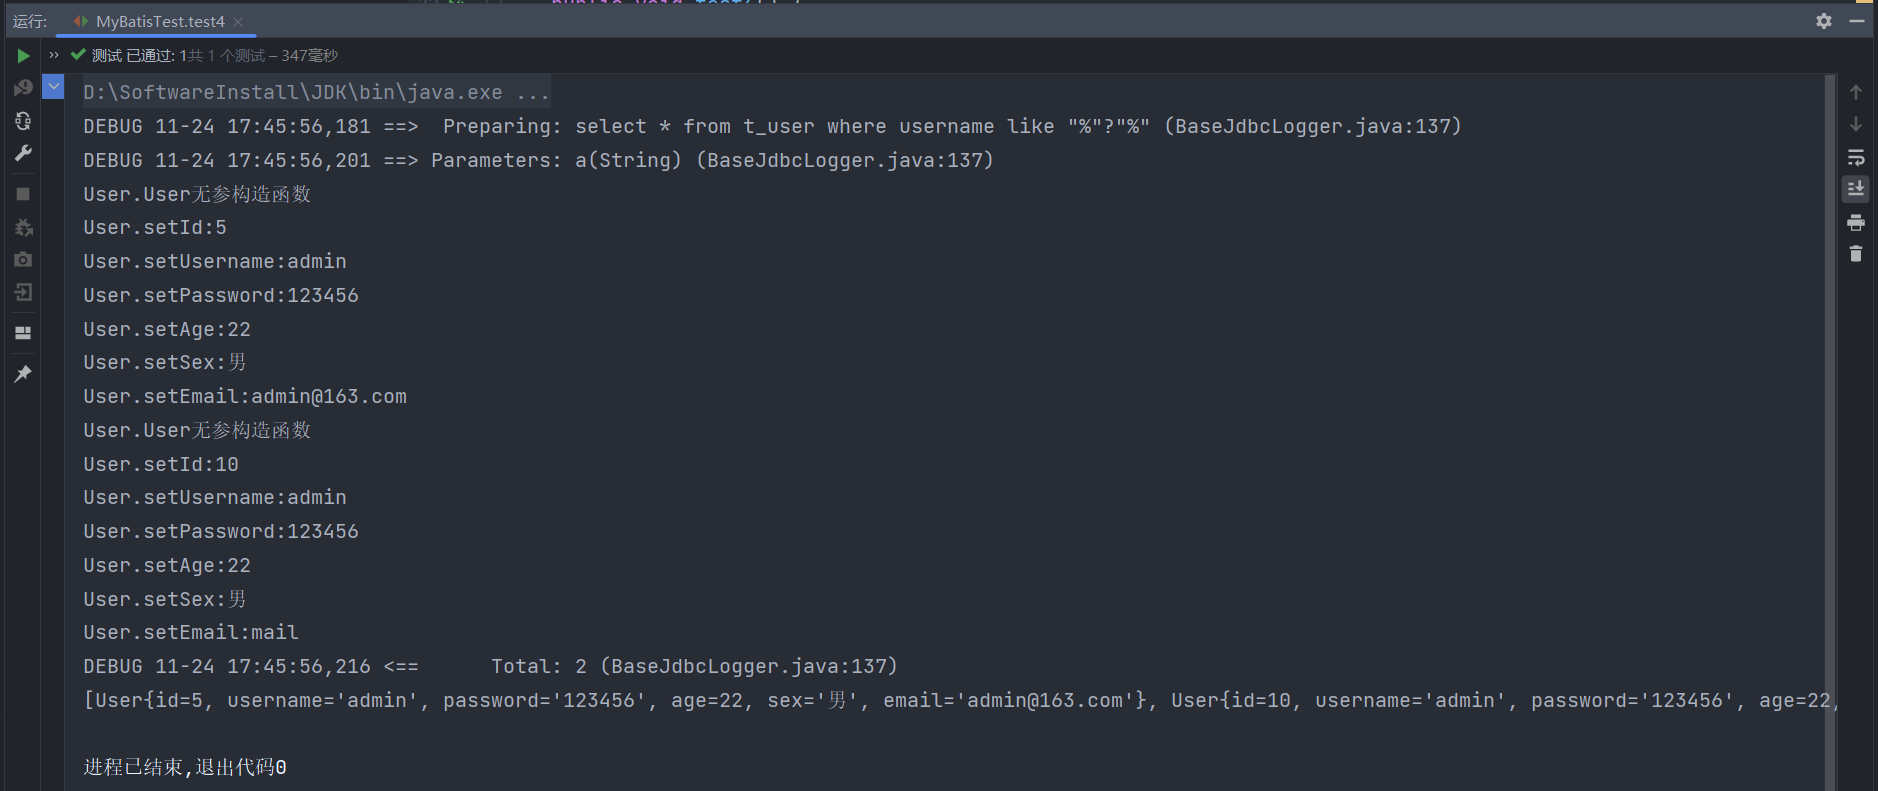 运行: MyBatisTest.test4
测试 已通过: 1共 1 个测试 – 347毫秒
D:\SoftwareInstall\JDK\bin\java.exe ...
DEBUG 11-24 17:45:56,181 ==>  Preparing: select * from t_user where username like "%"?"%" (BaseJdbcLogger.java:137)
DEBUG 11-24 17:45:56,201 ==> Parameters: a(String) (BaseJdbcLogger.java:137)
User.User无参构造函数
User.setId:5
User.setUsername:admin
User.setPassword:123456
User.setAge:22
User.setSex:男
User.setEmail:admin@163.com
User.User无参构造函数
User.setId:10
User.setUsername:admin
User.setPassword:123456
User.setAge:22
User.setSex:男
User.setEmail:mail
DEBUG 11-24 17:45:56,216 <==      Total: 2 (BaseJdbcLogger.java:137)
[User{id=5, username='admin', password='123456', age=22, sex='男', email='admin@163.com'}, User{id=10, username='admin', password='123456', age=22,
进程已结束,退出代码0